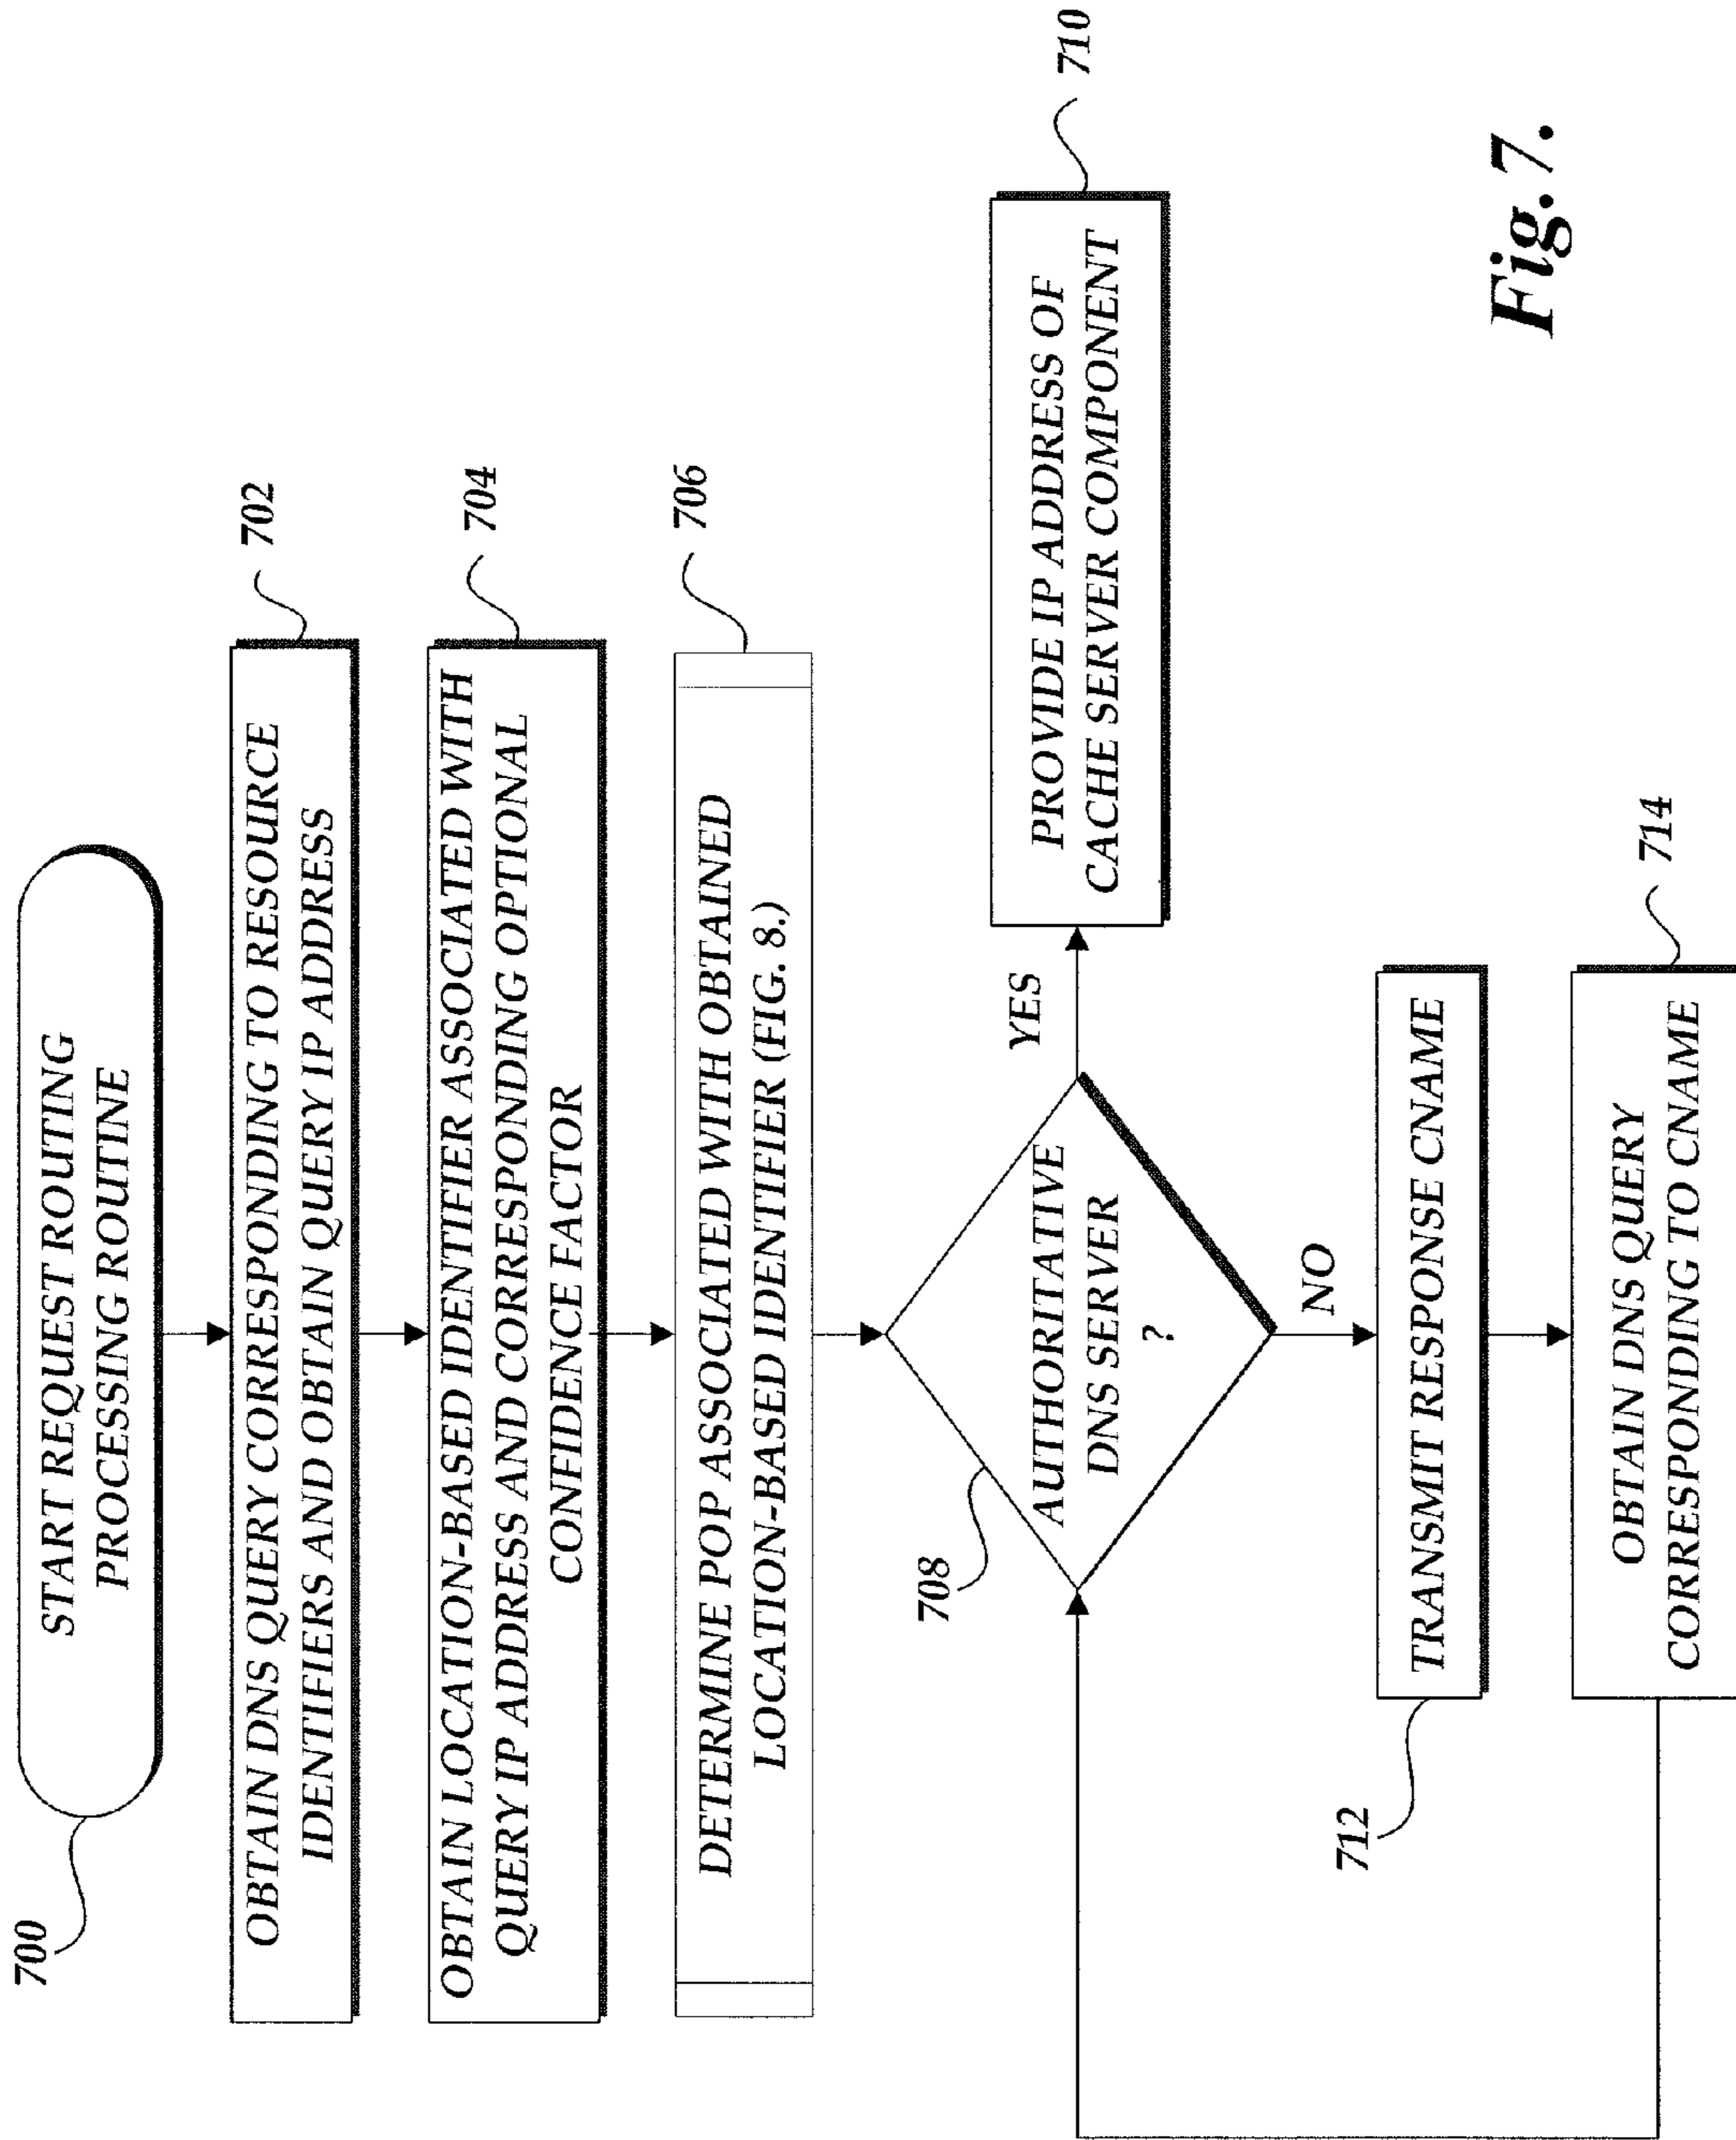 700
START REQUEST ROUTING
PROCESSING ROUTINE
702
OBTAIN DNS QUERY CORRESPONDING TO RESOURCE
IDENTIFIERS AND OBTAIN QUERY IP ADDRESS
704
OBTAIN LOCATION-BASED IDENTIFIER ASSOCIATED WITH
QUERY IP ADDRESS AND CORRESPONDING OPTIONAL
CONFIDENCE FACTOR
706
DETERMINE POP ASSOCIATED WITH OBTAINED
LOCATION-BASED IDENTIFIER (FIG. 8.)
708
AUTHORITATIVE
DNS SERVER
?
YES
710
PROVIDE IP ADDRESS OF
CACHE SERVER COMPONENT
NO
712
TRANSMIT RESPONSE CNAME
714
OBTAIN DNS QUERY
CORRESPONDING TO CNAME
Fig.7.